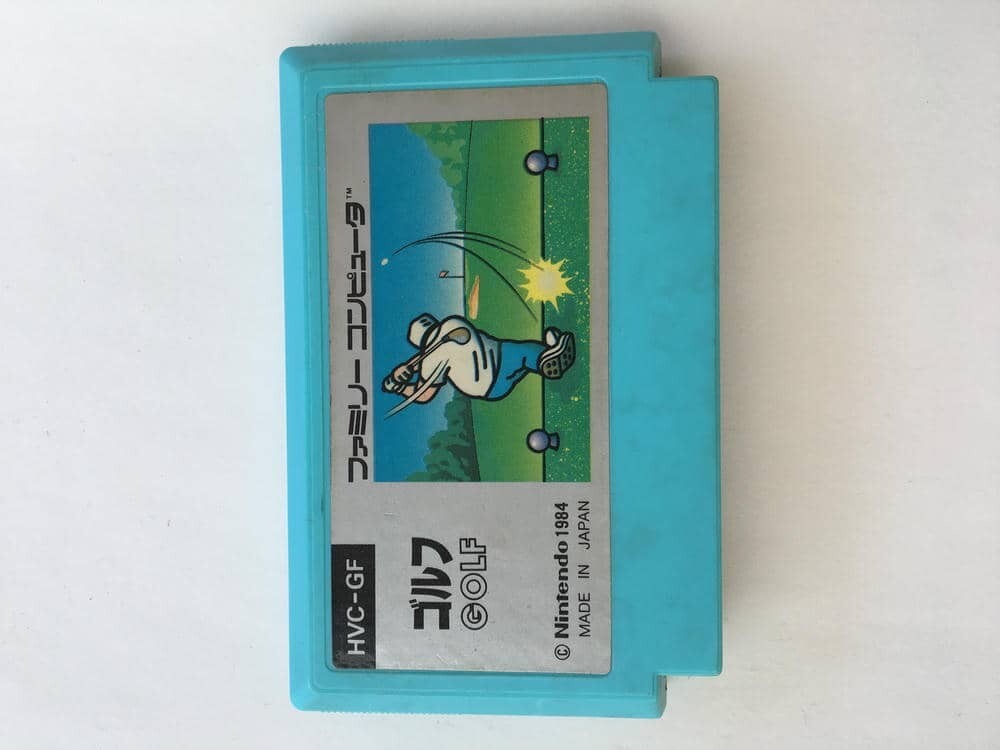 HVC-GF
ファミリー コンピュータ™
ゴルフ
GOLF
© Nintendo 1984
MADE IN JAPAN